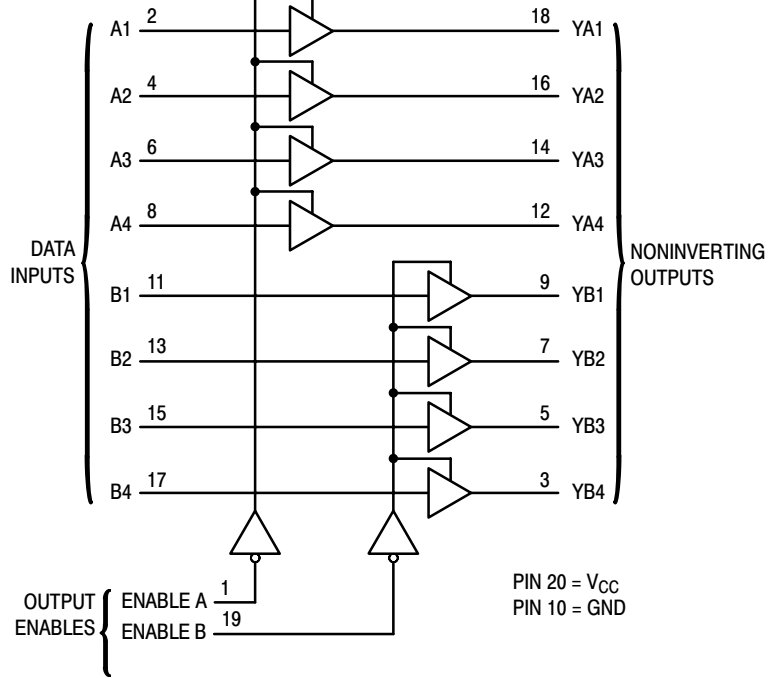 A1 2 18 YA1
A2 4 16 YA2
A3 6 14 YA3
A4 8 12 YA4
DATA
INPUTS
NONINVERTING
OUTPUTS
B1 11 9 YB1
B2 13 7 YB2
B3 15 5 YB3
B4 17 3 YB4
OUTPUT
ENABLES
ENABLE A 1
ENABLE B 19
PIN 20 = VCC
PIN 10 = GND